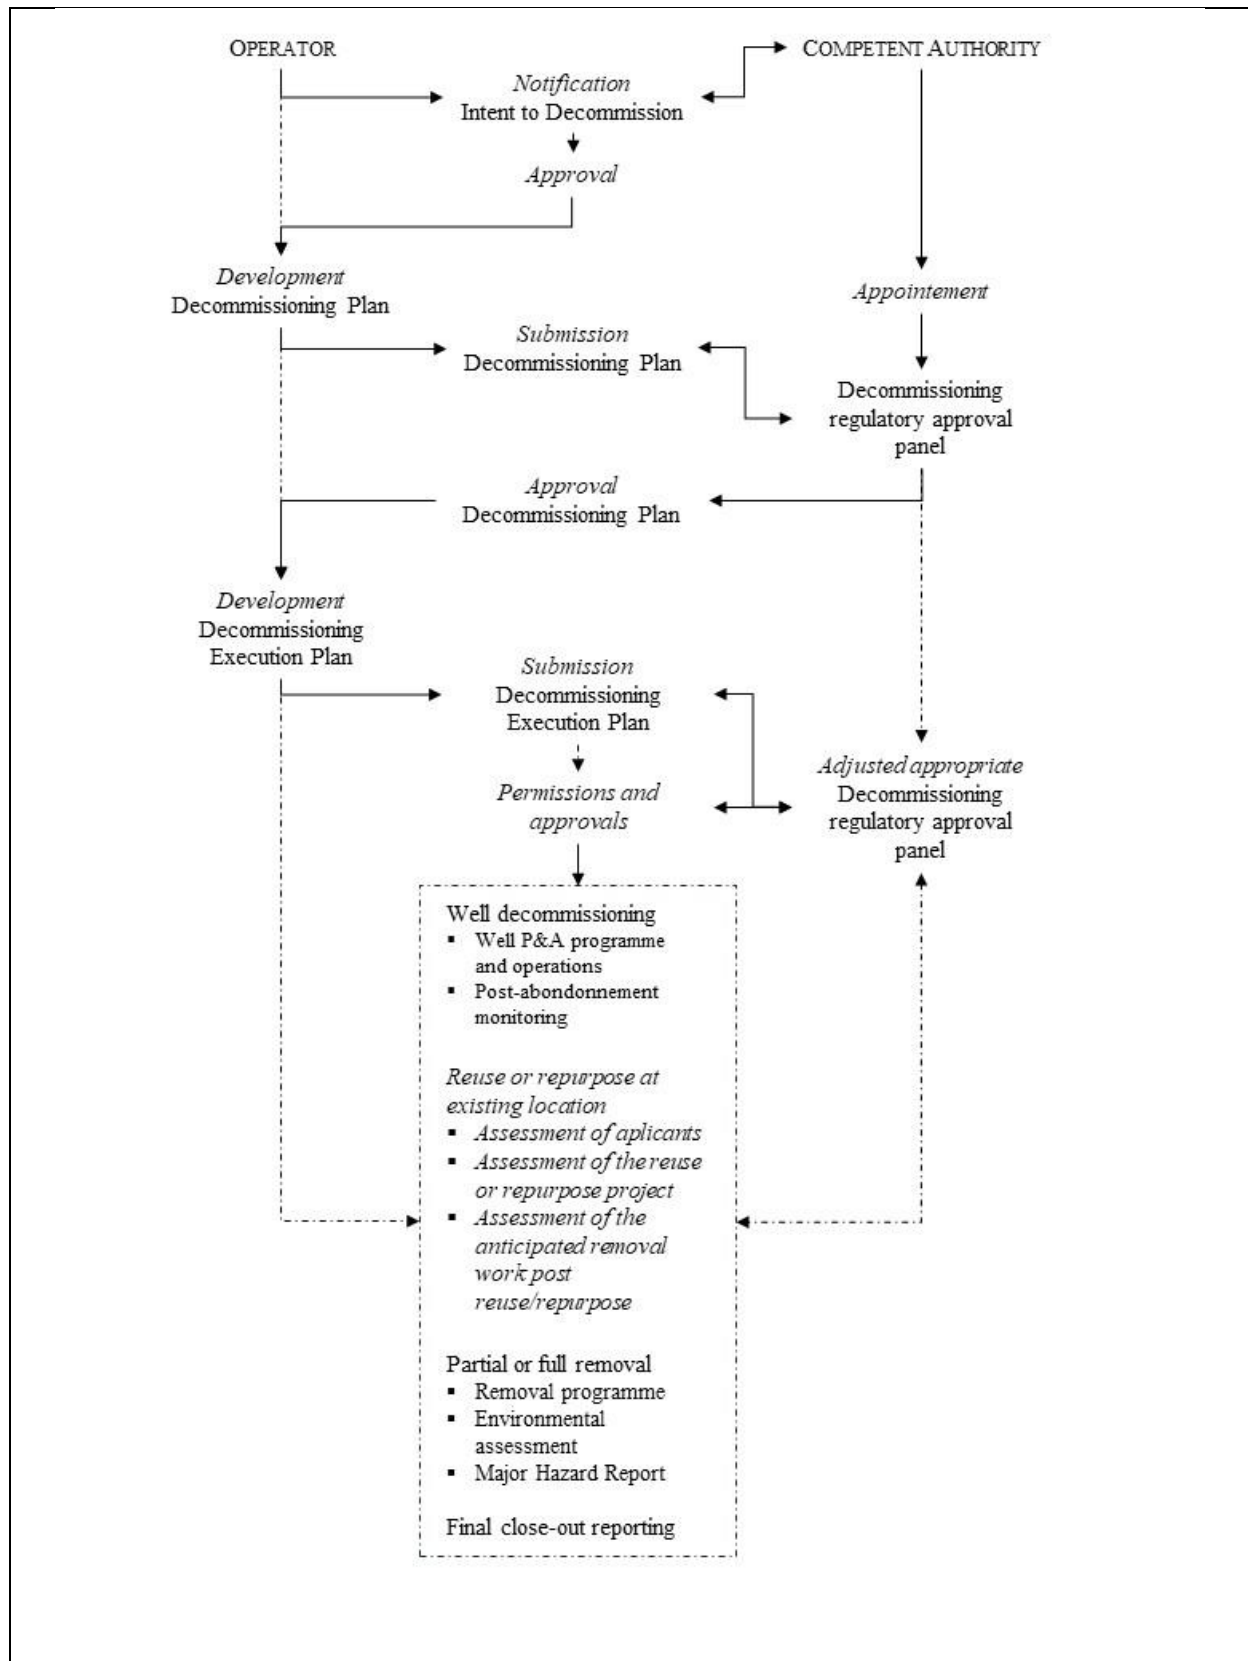 OPERATOR
COMPETENT AUTHORITY
Notification
Intent to Decommission
Approval
Development
Decommissioning Plan
Appointement
Submission
Decommissioning Plan
Decommissioning
regulatory approval
panel
Approval
Decommissioning Plan
Development
Decommissioning
Execution Plan
Submission
Decommissioning
Execution Plan
Permissions and
approvals
Adjusted appropriate
Decommissioning
regulatory approval
panel
Well decommissioning
▪ Well P&A programme
and operations
▪ Post-abondonnement
monitoring
Reuse or repurpose at
existing location
▪ Assessment of aplicants
▪ Assessment of the reuse
or repurpose project
▪ Assessment of the
anticipated removal
work post
reuse/repurpose
Partial or full removal
▪ Removal programme
▪ Environmental
assessment
▪ Major Hazard Report
Final close-out reporting